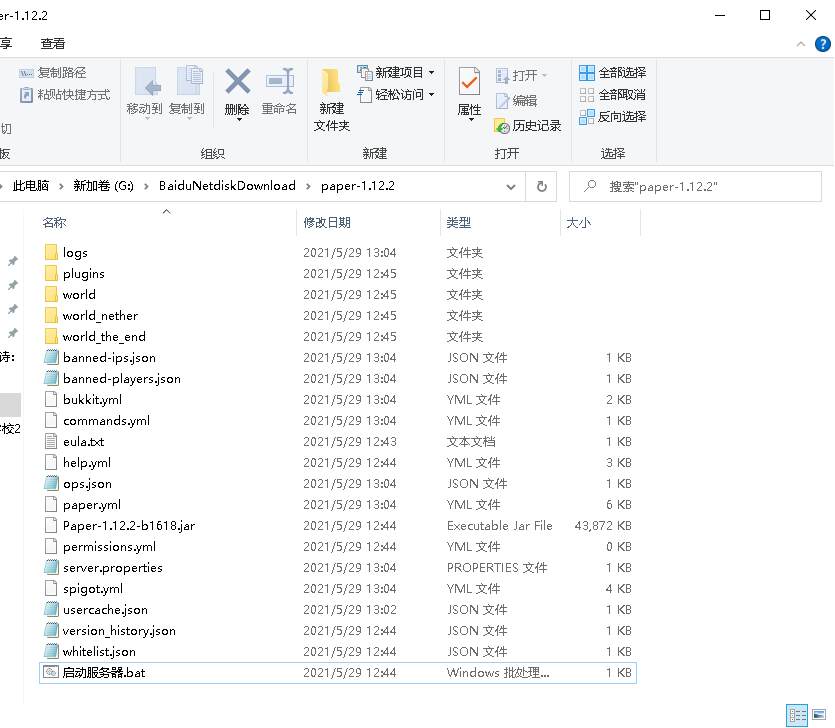 er-1.12.2
享 查看
复制路径
粘贴快捷方式
切
板
移动到 复制到 删除 重命名
组织
新建
文件夹
新建项目
轻松访问
新建
属性
打开
编辑
历史记录
打开
全部选择
全部取消
反向选择
选择
此电脑 > 新加卷 (G:) > BaiduNetdiskDownload > paper-1.12.2
搜索"paper-1.12.2"
名称 修改日期 类型 大小
logs 2021/5/29 13:04 文件夹
plugins 2021/5/29 12:45 文件夹
world 2021/5/29 12:45 文件夹
world_nether 2021/5/29 12:45 文件夹
world_the_end 2021/5/29 12:45 文件夹
banned-ips.json 2021/5/29 13:04 JSON 文件 1 KB
banned-players.json 2021/5/29 13:04 JSON 文件 1 KB
bukkit.yml 2021/5/29 13:04 YML 文件 2 KB
commands.yml 2021/5/29 13:04 YML 文件 1 KB
eula.txt 2021/5/29 12:43 文本文档 1 KB
help.yml 2021/5/29 12:44 YML 文件 3 KB
ops.json 2021/5/29 13:04 JSON 文件 1 KB
paper.yml 2021/5/29 13:04 YML 文件 6 KB
Paper-1.12.2-b1618.jar 2021/5/29 12:44 Executable Jar File 43,872 KB
permissions.yml 2021/5/29 12:44 YML 文件 0 KB
server.properties 2021/5/29 13:04 PROPERTIES 文件 1 KB
spigot.yml 2021/5/29 13:04 YML 文件 4 KB
usercache.json 2021/5/29 13:02 JSON 文件 1 KB
version_history.json 2021/5/29 12:44 JSON 文件 1 KB
whitelist.json 2021/5/29 12:44 JSON 文件 1 KB
启动服务器.bat 2021/5/29 12:44 Windows 批处理... 1 KB
诗:
校2